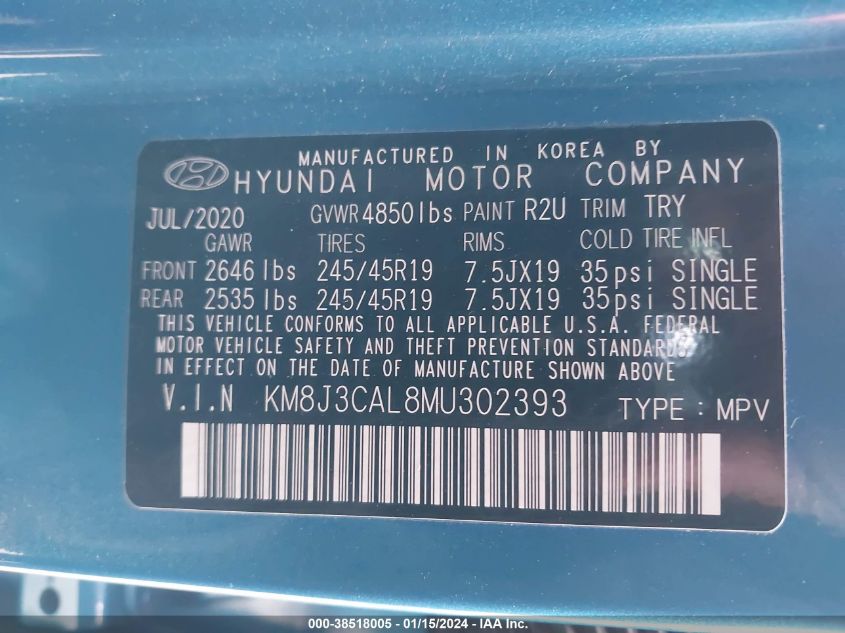 MANUFACTURED IN KOREA BY
HYUNDAI MOTOR COMPANY
JUL/2020 GVWR 4850lbs PAINT R2U TRIM TRY
GAWR TIRES RIMS COLD TIRE INFL
FRONT 2646 lbs 245/45R19 7.5JX19 35psi SINGLE
REAR 2535 lbs 245/45R19 7.5JX19 35psi SINGLE
THIS VEHICLE CONFORMS TO ALL APPLICABLE U.S.A. FEDERAL
MOTOR VEHICLE SAFETY AND THEFT PREVENTION STANDARDS
IN EFFECT ON THE DATE OF MANUFACTURE SHOWN ABOVE
V.I.N KM8J3CAL8MU302393 TYPE : MPV
000-38518005 - 01/15/2024 - IAA Inc.